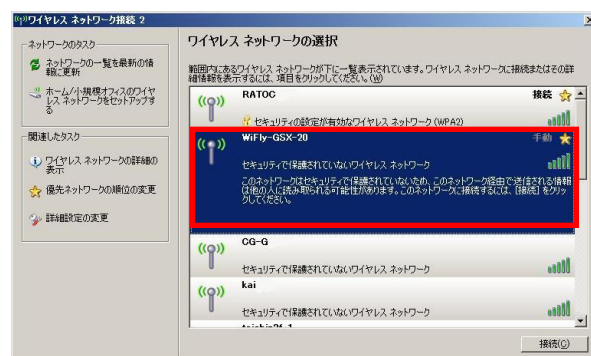 ワイヤレス ネットワーク接続 2
ネットワークのタスク
ネットワークの一覧を最新の情
報に更新
ホーム/小規模オフィスのワイヤ
レス ネットワークをセットアップす
る
関連したタスク
ワイヤレス ネットワークの詳細の
表示
優先ネットワークの順位の変更
詳細設定の変更
ワイヤレス ネットワークの選択
範囲内にあるワイヤレス ネットワークが下に一覧表示されています。ワイヤレス ネットワークに接続またはその詳
細情報を表示するには、項目をクリックしてください。(W)
RATOC 接続
セキュリティの設定が有効なワイヤレス ネットワーク (WPA2)
WiFly-GSX-20 手動
セキュリティで保護されていないワイヤレス ネットワーク
このネットワークはセキュリティで保護されていないため、このネットワーク経由で送信される情報
は他の人に読み取られる可能性があります。このネットワークに接続するには、[接続] をクリッ
クしてください。
CG-G
セキュリティで保護されていないワイヤレス ネットワーク
kai
セキュリティで保護されていないワイヤレス ネットワーク
接続(C)